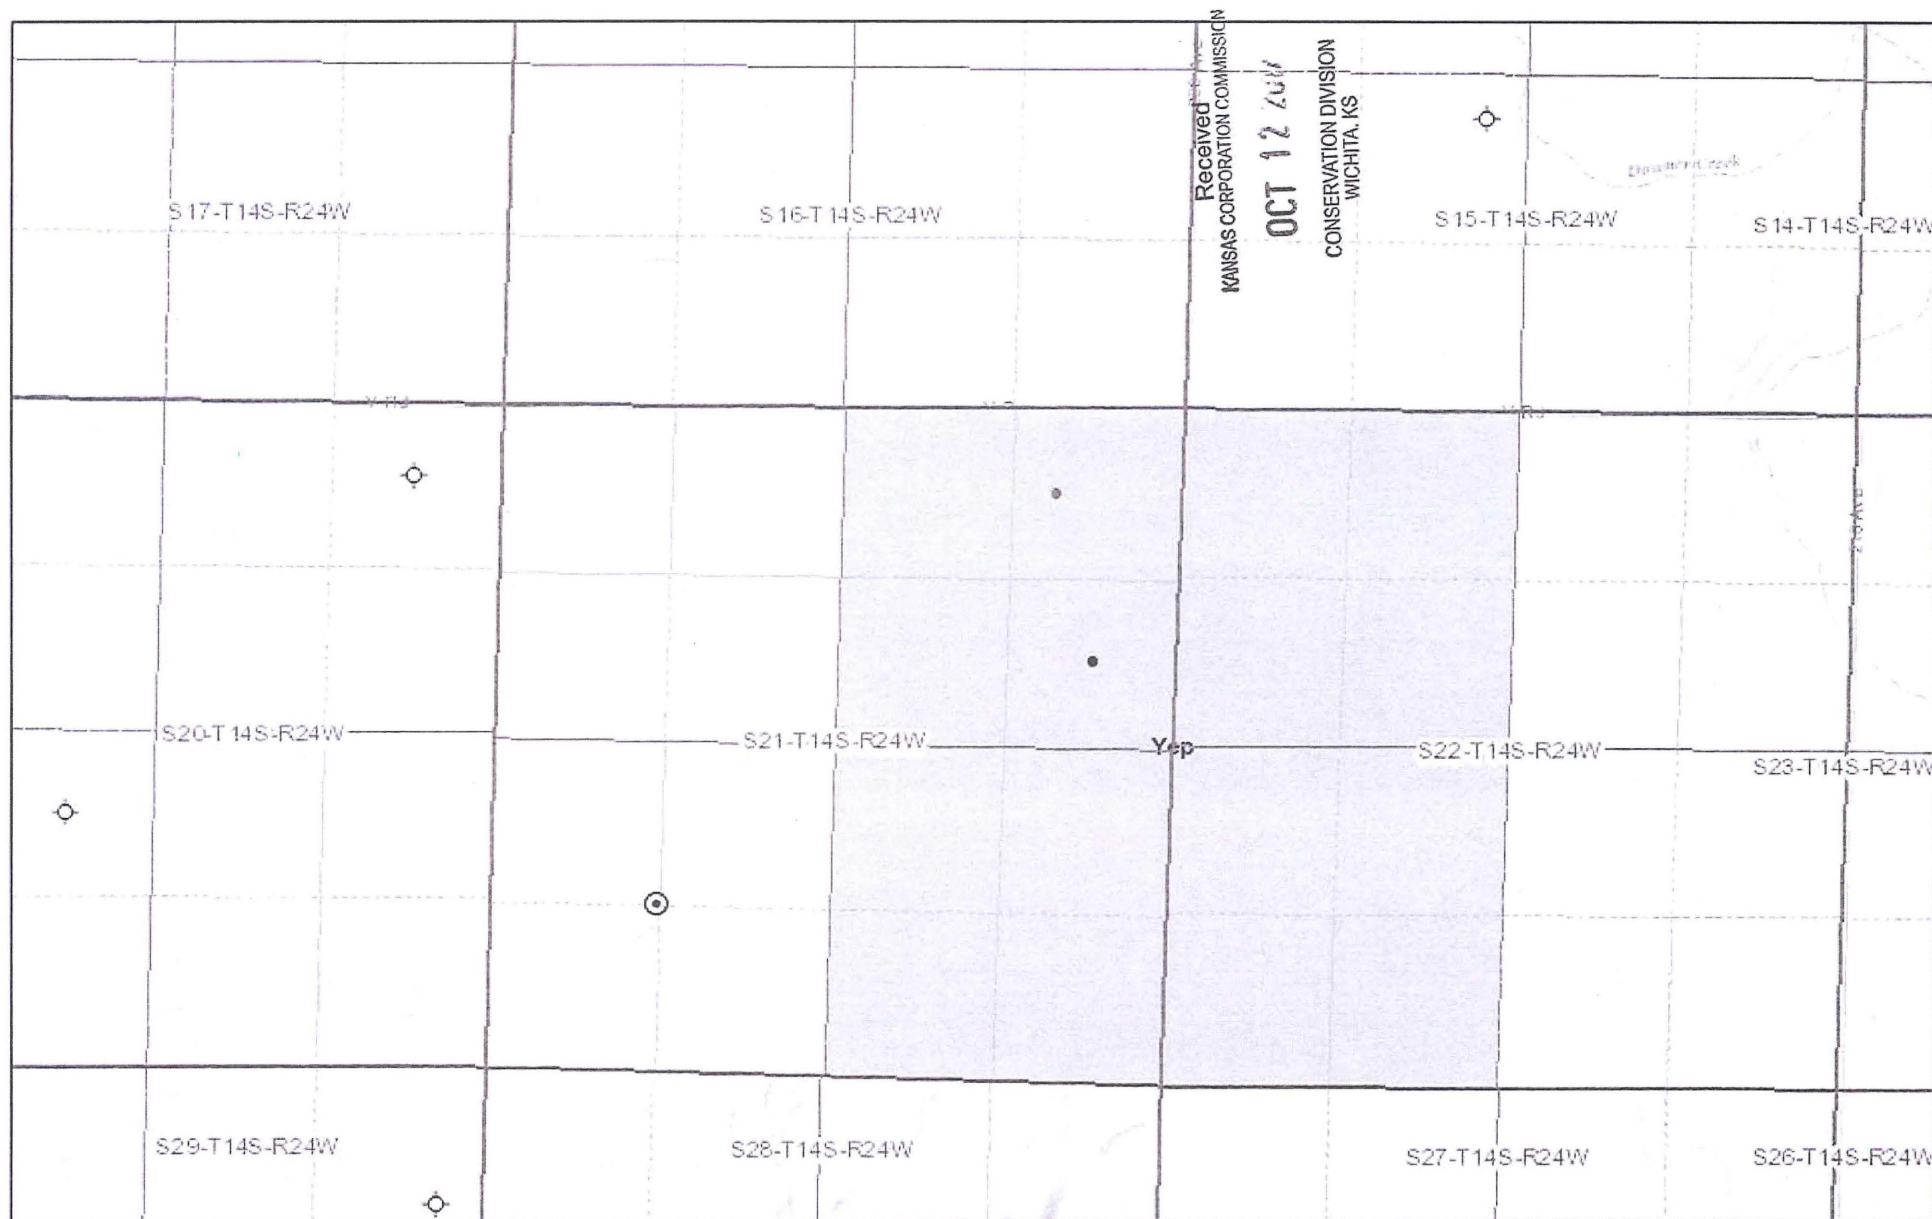 Received
KANSAS CORPORATION COMMISSION
OCT 12
CONSERVATION DIVISION
WICHITA, KS
S17-T14S-R24W
S16-T14S-R24W
S15-T14S-R24W
S14-T14S-R24W
Creek
S20-T14S-R24W
S21-T14S-R24W
Yep
S22-T14S-R24W
S23-T14S-R24W
S29-T14S-R24W
S28-T14S-R24W
S27-T14S-R24W
S26-T14S-R24W